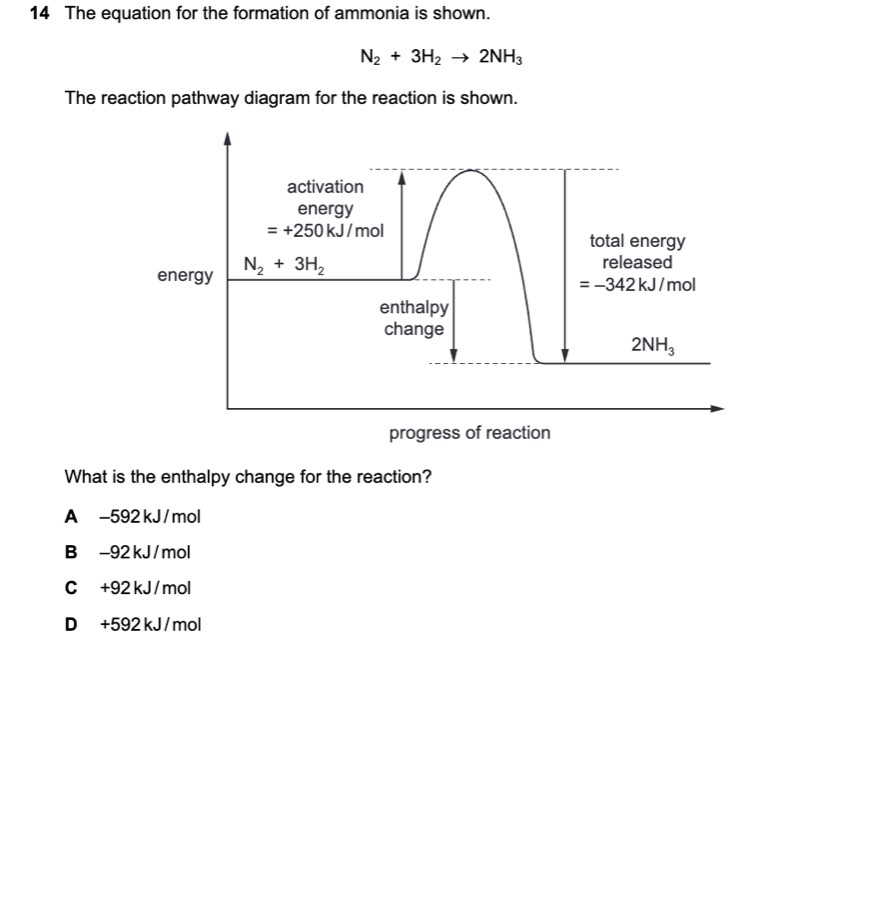 14 The equation for the formation of ammonia is shown.
N₂ + 3H₂ → 2NH₃
The reaction pathway diagram for the reaction is shown.
activation
energy
= +250 kJ/mol
N₂ + 3H₂
energy
enthalpy
change
total energy
released
= –342 kJ/mol
2NH₃
progress of reaction
What is the enthalpy change for the reaction?
A –592 kJ/mol
B –92 kJ/mol
C +92 kJ/mol
D +592 kJ/mol